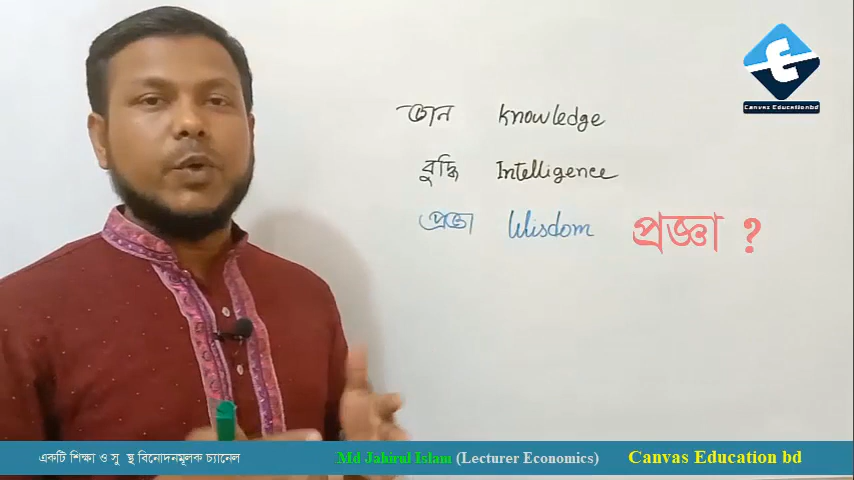 Canvas Educationbd
জ্ঞান knowledge
বুদ্ধি Intelligence
প্রজ্ঞা Wisdom প্রজ্ঞা ?
একটি শিক্ষা ও সু স্থ বিনোদনমূলক চ্যানেল Md Jahirul Islam (Lecturer Economics) Canvas Education bd